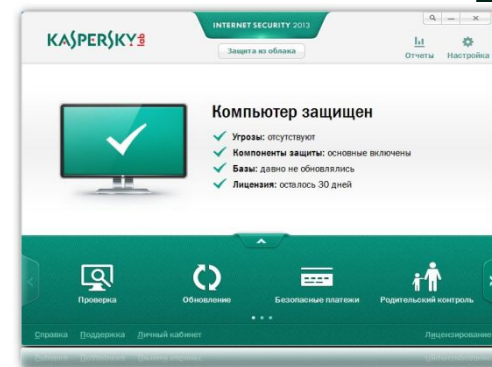 KASPERSKY lab
INTERNET SECURITY 2013
Защита из облака
Отчеты
Настройка
Компьютер защищен
Угрозы: отсутствуют
Компоненты защиты: основные включены
Базы: давно не обновлялись
Лицензия: осталось 30 дней
Проверка
Обновление
Безопасные платежи
Родительский контроль
Справка
Поддержка
Личный кабинет
Лицензирование